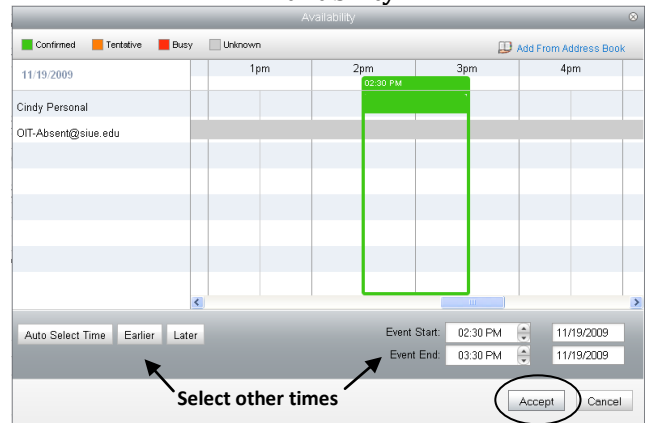 Availability
Confirmed Tentative Busy Unknown Add From Address Book
11/19/2009 1pm 2pm 3pm 4pm
02:30 PM
Cindy Personal
OIT-Absent@siue.edu
Auto Select Time Earlier Later Event Start: 02:30 PM 11/19/2009
Event End: 03:30 PM 11/19/2009
Select other times
Accept Cancel